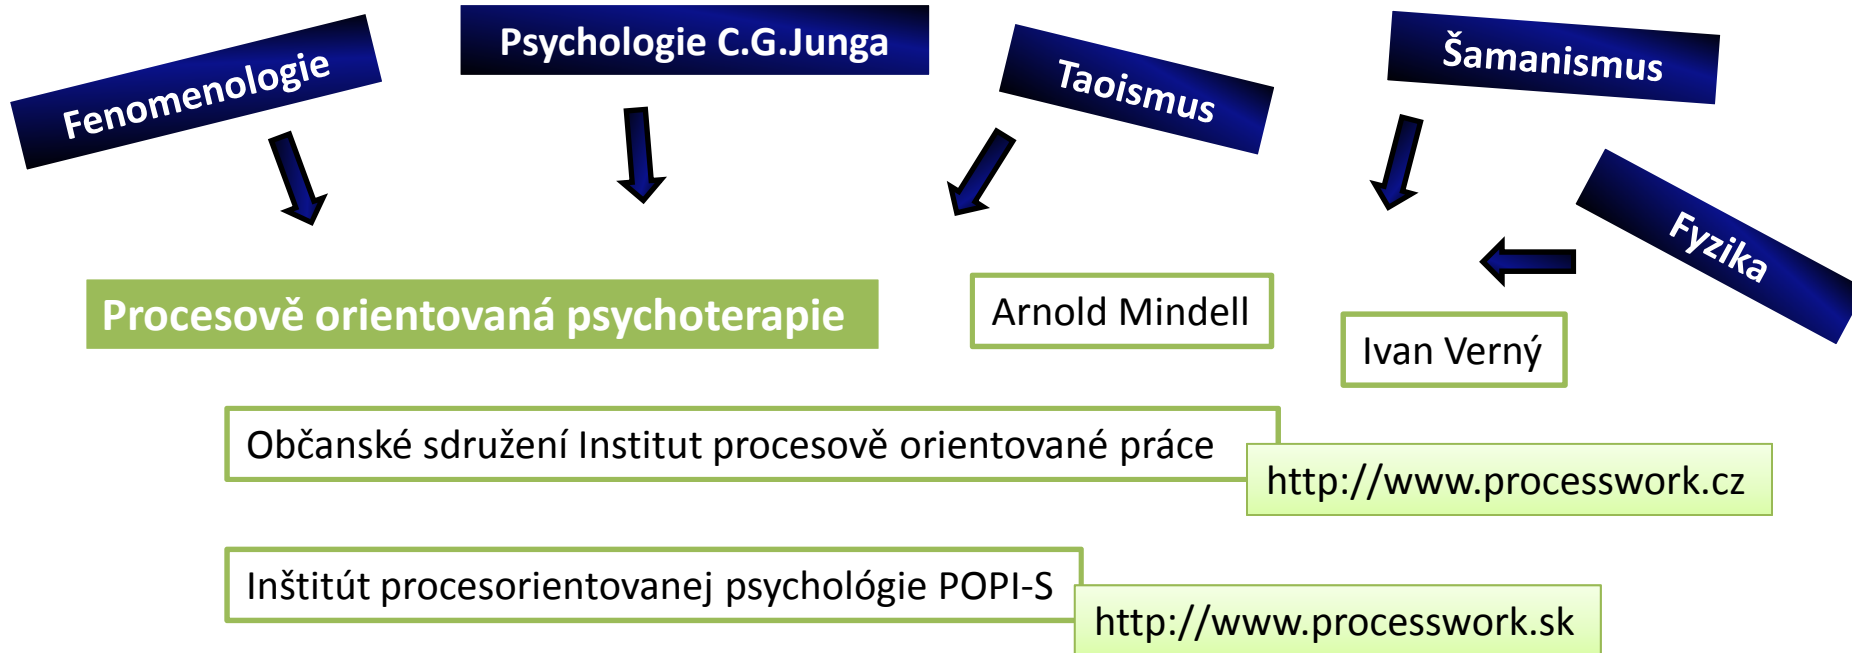 Fenomenologie
Psychologie C.G.Junga
Taoismus
Šamanismus
Fyzika
Procesově orientovaná psychoterapie
Arnold Mindell
Ivan Verný
Občanské sdružení Institut procesově orientované práce
http://www.processwork.cz
Inštitút procesorientovanej psychológie POPI-S
http://www.processwork.sk